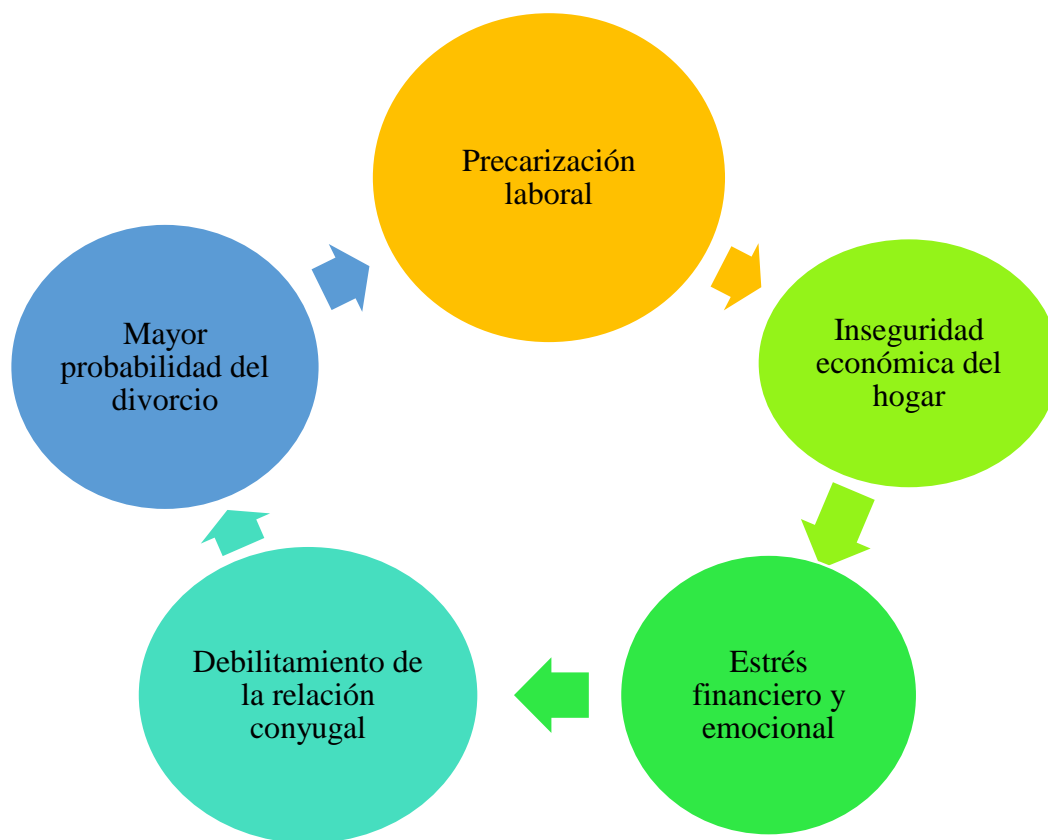 Precarización
laboral
Inseguridad
económica del
hogar
Estrés
financiero y
emocional
Debilitamiento de
la relación
conyugal
Mayor
probabilidad del
divorcio